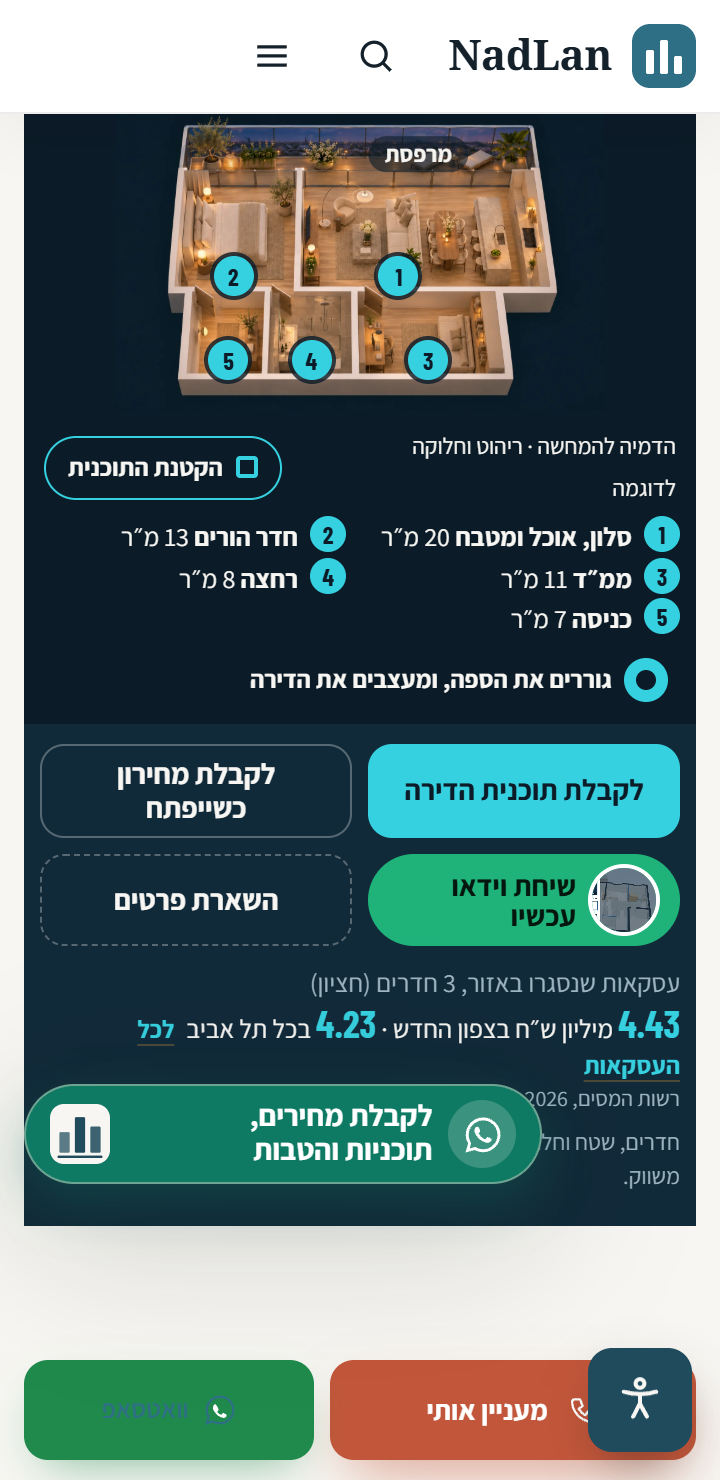 NadLan
מרפסת
2
1
5
4
3
הדמיה להמחשה · ריהוט וחלוקה
לדוגמה
הקטנת התוכנית
1 סלון, אוכל ומטבח 20 מ״ר
2 חדר הורים 13 מ״ר
3 ממ״ד 11 מ״ר
4 רחצה 8 מ״ר
5 כניסה 7 מ״ר
גוררים את הספה, ומעצבים את הדירה
לקבלת תוכנית הדירה
לקבלת מחירון
כשייפתח
שיחת וידאו
עכשיו
השארת פרטים
עסקאות שנסגרו באזור, 3 חדרים (חציון)
4.43 מיליון ש״ח בצפון החדש · 4.23 בכל תל אביב לכל
העסקאות
רשות המסים, 2026
חדרים, שטח וחל
משווק.
לקבלת מחירים,
תוכניות והטבות
מעניין אותי
וואטסאפ